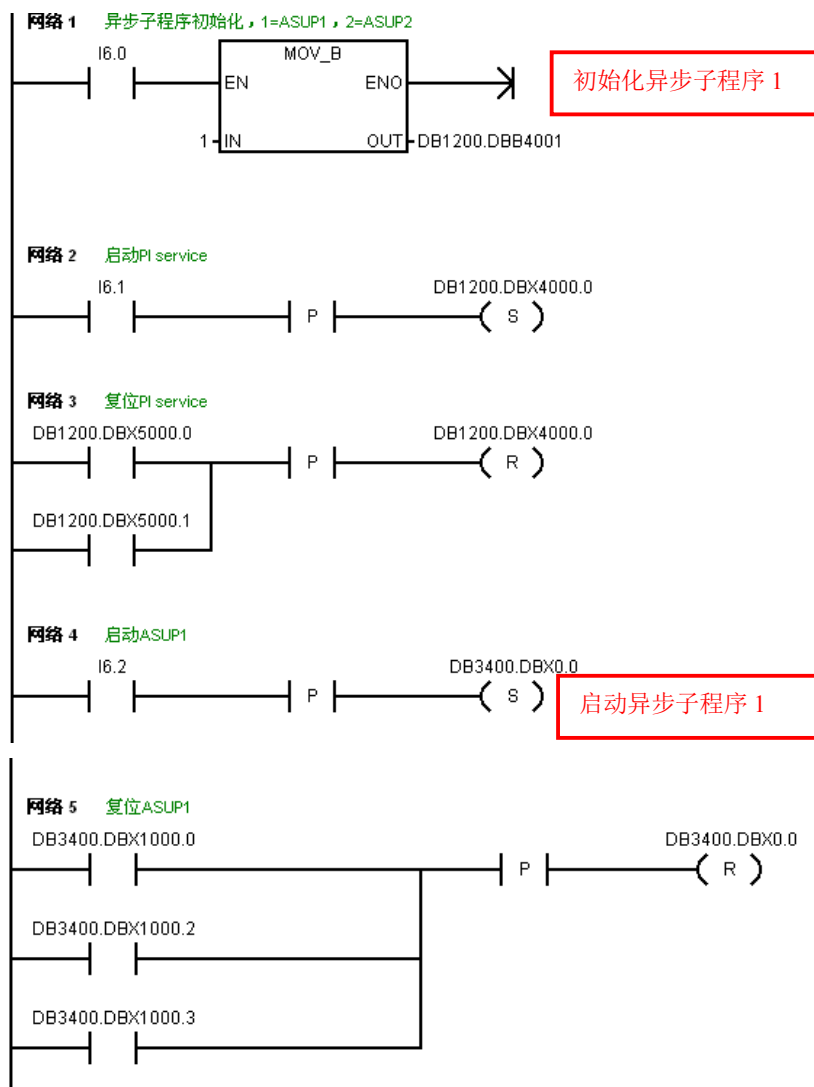 网络 1 异步子程序初始化，1=ASUP1，2=ASUP2
I6.0
MOV_B
EN ENO
1 IN OUT DB1200.DBB4001
初始化异步子程序 1
网络 2 启动PI service
I6.1 DB1200.DBX4000.0
P S
网络 3 复位PI service
DB1200.DBX5000.0 DB1200.DBX4000.0
P R
DB1200.DBX5000.1
网络 4 启动ASUP1
I6.2 DB3400.DBX0.0
P S
启动异步子程序 1
网络 5 复位ASUP1
DB3400.DBX1000.0 DB3400.DBX0.0
P R
DB3400.DBX1000.2
DB3400.DBX1000.3